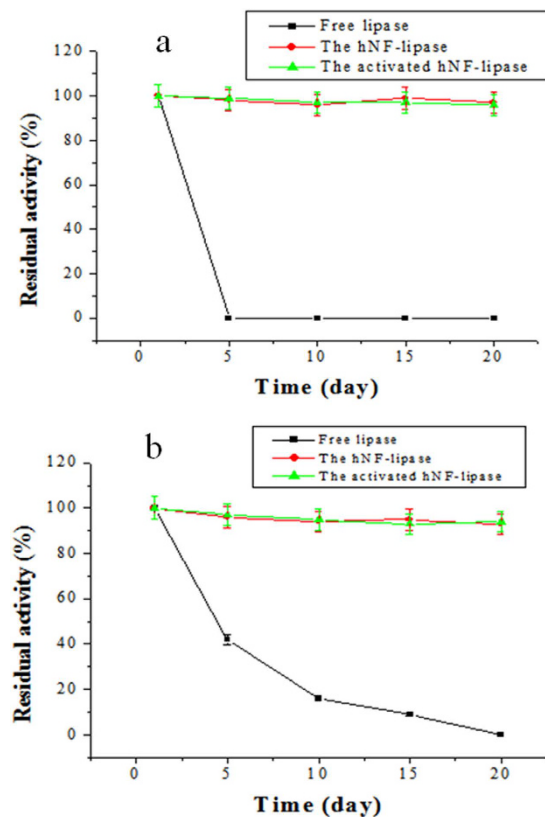 a
Free lipase
The hNF-lipase
The activated hNF-lipase
120
100
80
60
40
20
0
Residual activity (%)
0 5 10 15 20
Time (day)
b
Free lipase
The hNF-lipase
The activated hNF-lipase
120
100
80
60
40
20
0
Residual activity (%)
0 5 10 15 20
Time (day)